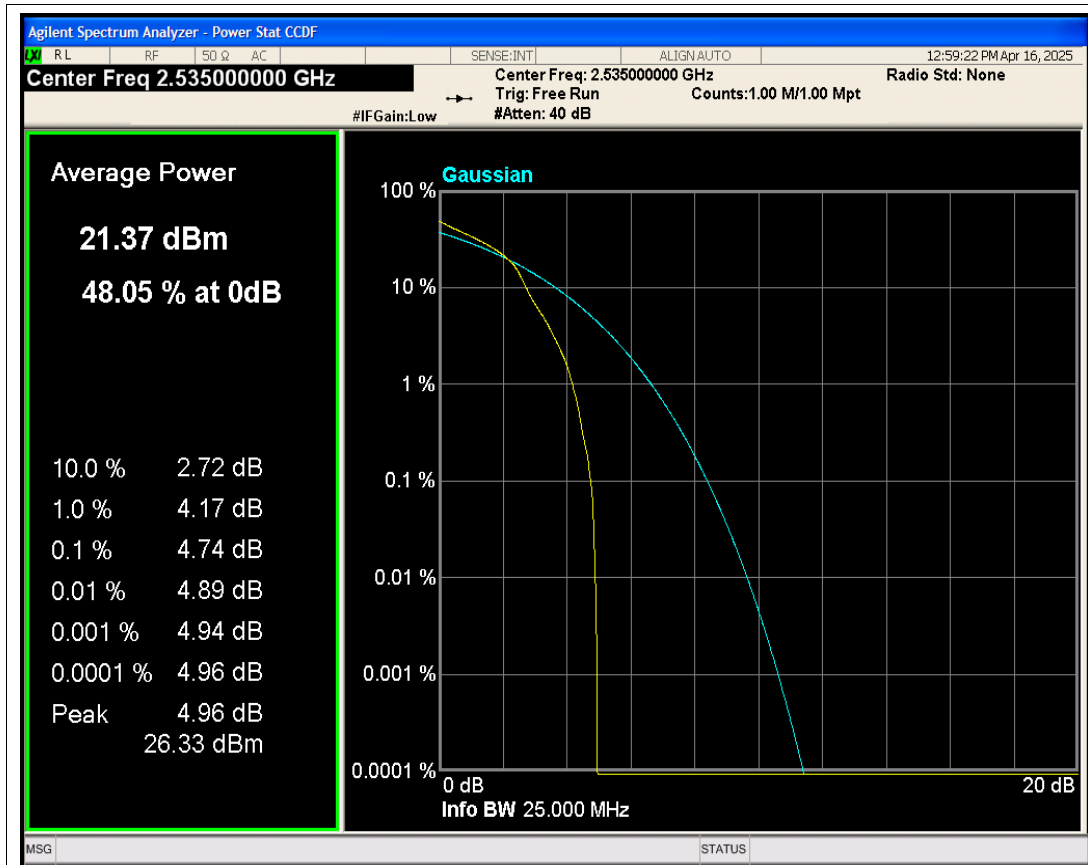 Agilent Spectrum Analyzer - Power Stat CCDF
LXI RL RF 50 Ω AC SENSE:INT ALIGN AUTO 12:59:22 PM Apr 16, 2025
Center Freq 2.535000000 GHz
Center Freq: 2.535000000 GHz Radio Std: None
Trig: Free Run Counts:1.00 M/1.00 Mpt
#IFGain:Low #Atten: 40 dB
Average Power
21.37 dBm
48.05 % at 0dB
10.0 % 2.72 dB
1.0 % 4.17 dB
0.1 % 4.74 dB
0.01 % 4.89 dB
0.001 % 4.94 dB
0.0001 % 4.96 dB
Peak 4.96 dB
26.33 dBm
Gaussian
100 %
10 %
1 %
0.1 %
0.01 %
0.001 %
0.0001 %
0 dB 20 dB
Info BW 25.000 MHz
MSG STATUS